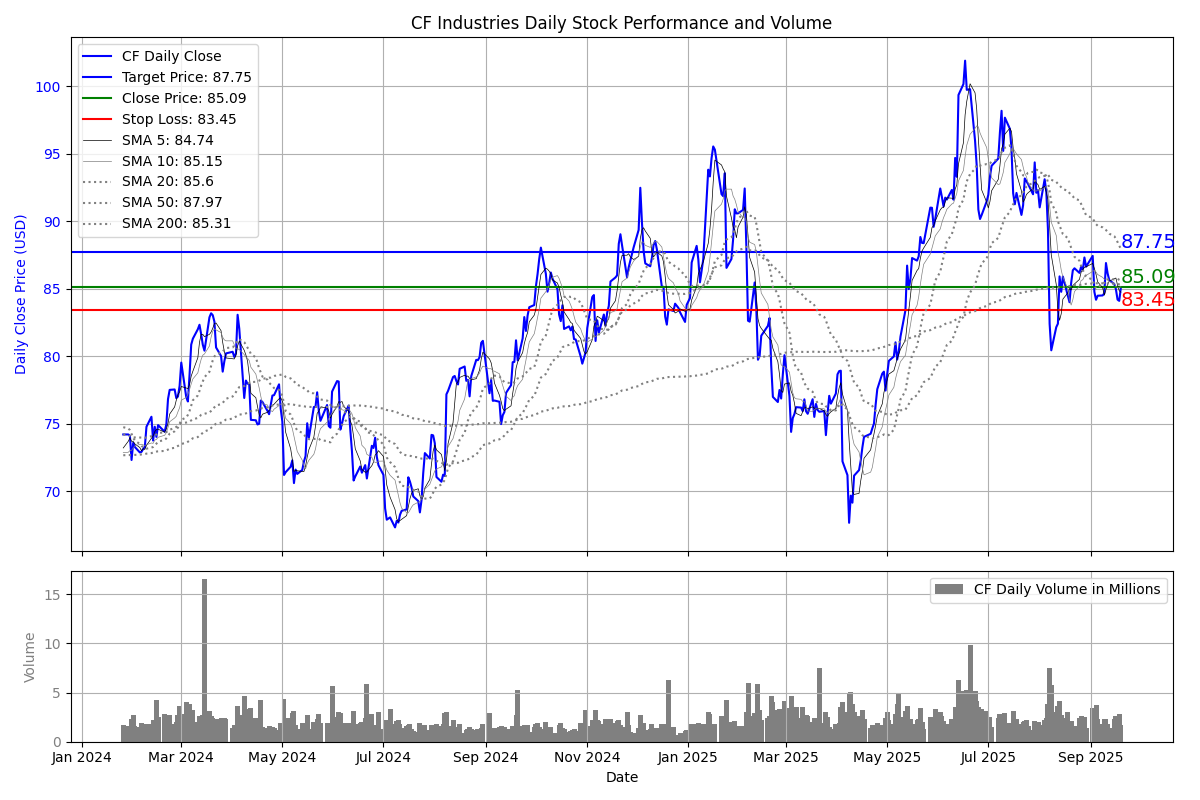 CF Industries Daily Stock Performance and Volume
CF Daily Close
Target Price: 87.75
Close Price: 85.09
Stop Loss: 83.45
SMA 5: 84.74
SMA 10: 85.15
SMA 20: 85.6
SMA 50: 87.97
SMA 200: 85.31
Daily Close Price (USD)
100
95
90
85
80
75
70
87.75
85.09
83.45
CF Daily Volume in Millions
Volume
15
10
5
0
Jan 2024 Mar 2024 May 2024 Jul 2024 Sep 2024 Nov 2024 Jan 2025 Mar 2025 May 2025 Jul 2025 Sep 2025
Date